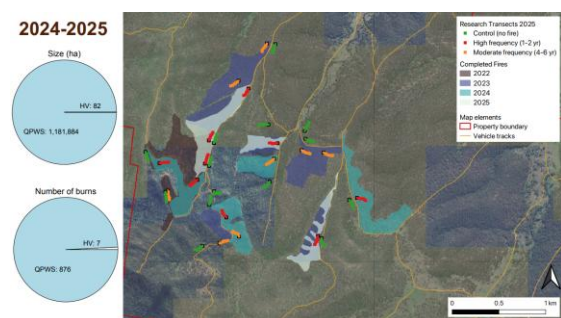 2024-2025
Size (ha)
HV: 82
QPWS: 1,181,684
Number of burns
HV: 7
QPWS: 876
Research Transects 2025
Control (no fire)
High frequency (1-2 yr)
Moderate frequency (4-6 yr)
Completed Fires
2022
2023
2024
2025
Map elements
Property boundary
Vehicle tracks
0 0.5 1 km